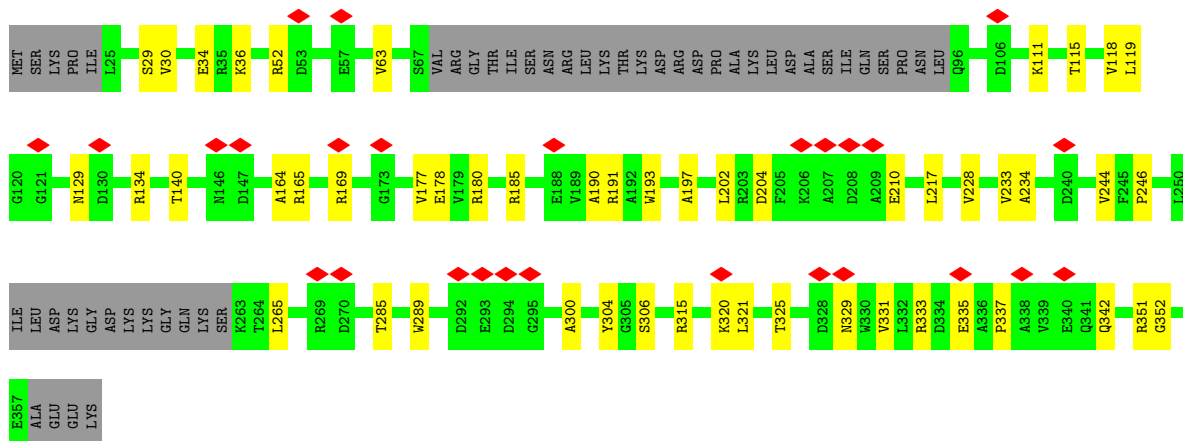 MET SER LYS PRO ILE L25 S29 V30 E34 R35 K36 R52 D53 E57 V63 S67 VAL ARG GLY THR ILE SER ASN ARG LEU LYS THR LYS ASP ARG ASP PRO ALA LYS LEU ASP ALA SER ILE GLN SER PRO ASN LEU Q96 D106 K111 T115 V118 L119
G120 G121 N129 D130 R134 T140 N146 D147 A164 R165 R169 G173 V177 E178 V179 R180 R185 E188 V189 A190 R191 A192 W193 A197 L202 R203 D204 F205 K206 A207 D208 A209 E210 L217 V228 V233 A234 D240 V244 F245 P246 L250
ILE LEU ASP LYS GLY ASP LYS LYS GLY GLN LYS SER K263 T264 L265 R269 D270 T285 W289 D292 E293 D294 G295 A300 Y304 G305 S306 R315 K320 L321 T325 D328 N329 W330 V331 L332 R333 D334 E335 A336 P337 A338 V339 E340 Q341 Q342 R351 G352
E357 ALA GLU GLU LYS